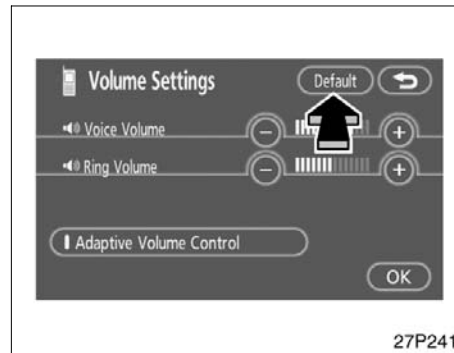 Volume Settings
Default
Voice Volume
− +
Ring Volume
− +
Adaptive Volume Control
OK
27P241